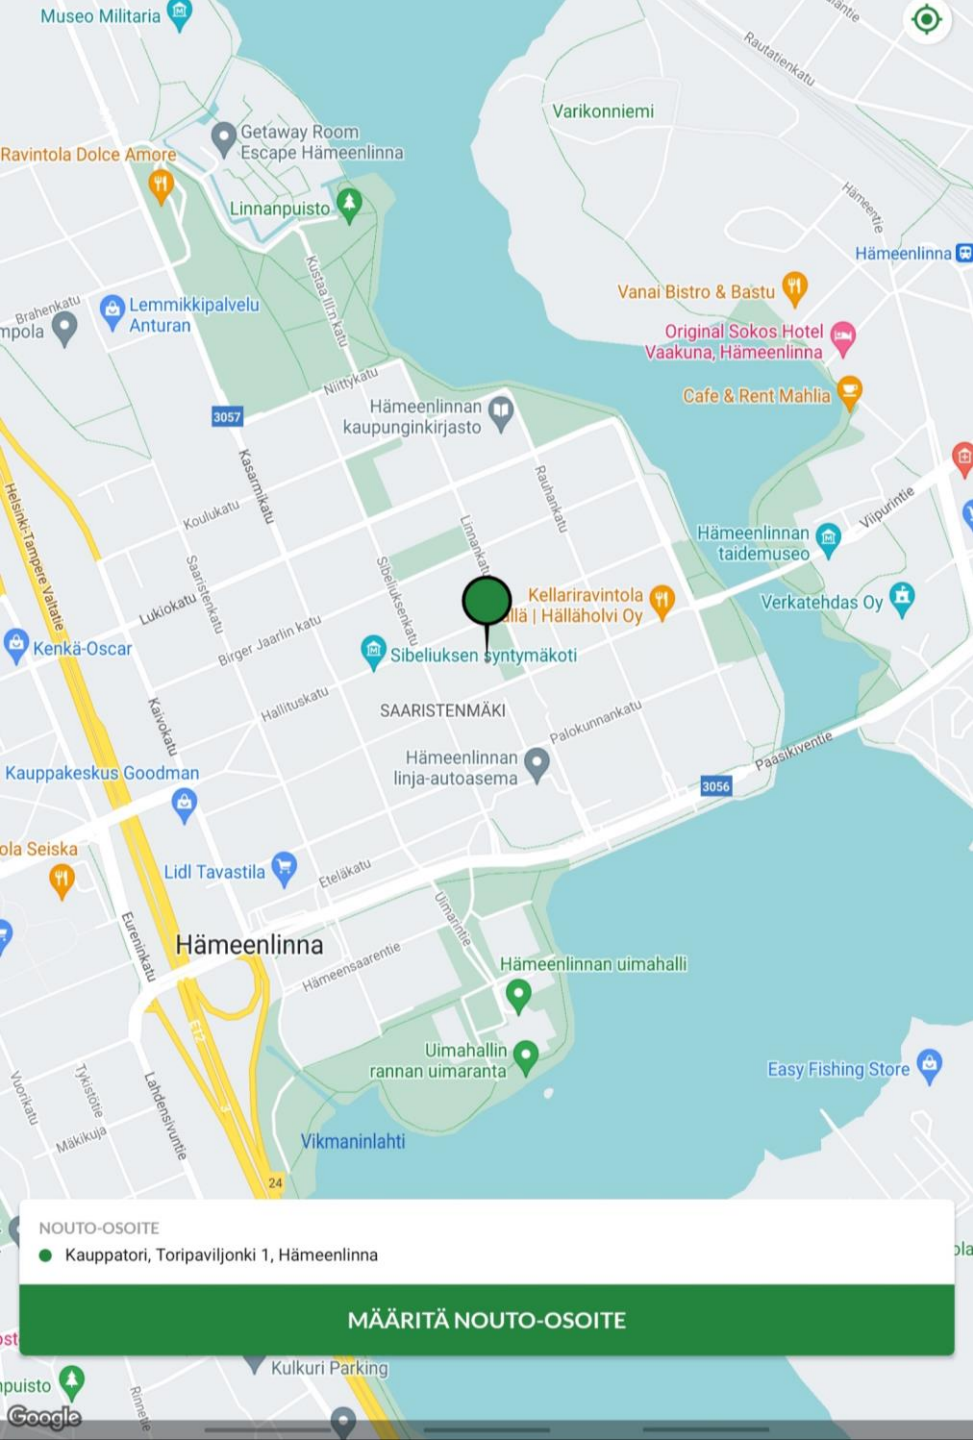 Museo Militaria
Rautatienkatu
Varikonniemi
Getaway Room
Escape Hämeenlinna
Ravintola Dolce Amore
Linnanpuisto
Hämeentie
Hämeenlinna
Kustaa III:n katu
Vanai Bistro & Bastu
Brahenkatu
Lemmikkipalvelu
Anturan
Original Sokos Hotel
Vaakuna, Hämeenlinna
Niittykatu
Cafe & Rent Mahlia
3057
Hämeenlinnan
kaupunginkirjasto
Kasarmikatu
Rauhankatu
Helsinki-Tampere Valtatie
Koulukatu
Viipurintie
Linnankatu
Hämeenlinnan
taidemuseo
Saaristenkatu
Sibeliuksenkatu
Lukiokatu
Kellariravintola
| Hällāholvi Oy
Verkatehdas Oy
Birger Jaarlin katu
Kenkä-Oscar
Sibeliuksen syntymäkoti
Hallituskatu
SAARISTENMÄKI
Kaivokatu
Palokunnankatu
Paasikiventie
Hämeenlinnan
linja-autoasema
Kauppakeskus Goodman
3056
Seiska
Lidl Tavastila
Eteläkatu
Uimarintie
Eureninkatu
Hämeenlinna
Hämeensaarentie
Hämeenlinnan uimahalli
E12
Uimahallin
rannan uimaranta
Easy Fishing Store
Vuorikatu
Tykistötie
Lahdensivuntie
Mäkikuja
3
Vikmaninlahti
24
NOUTO-OSOITE
Kauppatori, Toripaviljonki 1, Hämeenlinna
MÄÄRITÄ NOUTO-OSOITE
Kulkuri Parking
Google